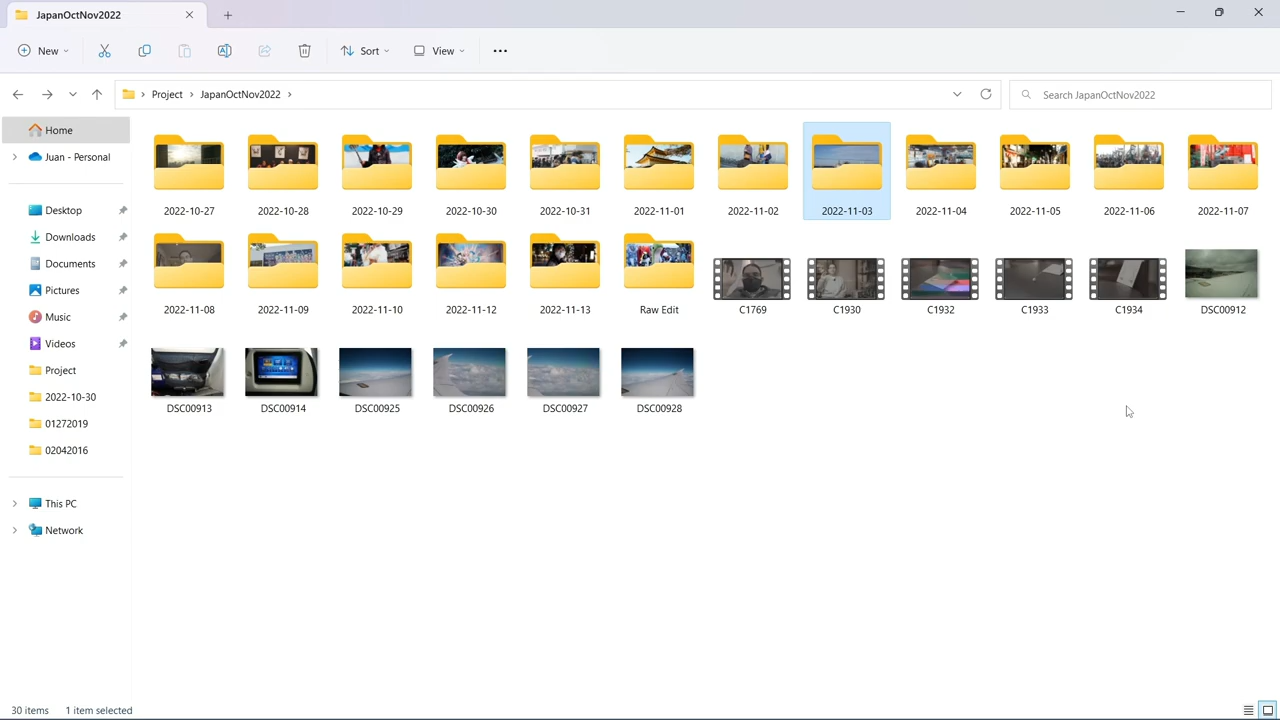 JapanOctNov2022
New
Sort
View
Project > JapanOctNov2022 >
Search JapanOctNov2022
Home
Juan - Personal
Desktop
Downloads
Documents
Pictures
Music
Videos
Project
2022-10-30
01272019
02042016
This PC
Network
2022-10-27 2022-10-28 2022-10-29 2022-10-30 2022-10-31 2022-11-01 2022-11-02 2022-11-03 2022-11-04 2022-11-05 2022-11-06 2022-11-07
2022-11-08 2022-11-09 2022-11-10 2022-11-12 2022-11-13 Raw Edit C1769 C1930 C1932 C1933 C1934 DSC00912
DSC00913 DSC00914 DSC00925 DSC00926 DSC00927 DSC00928
30 items 1 item selected